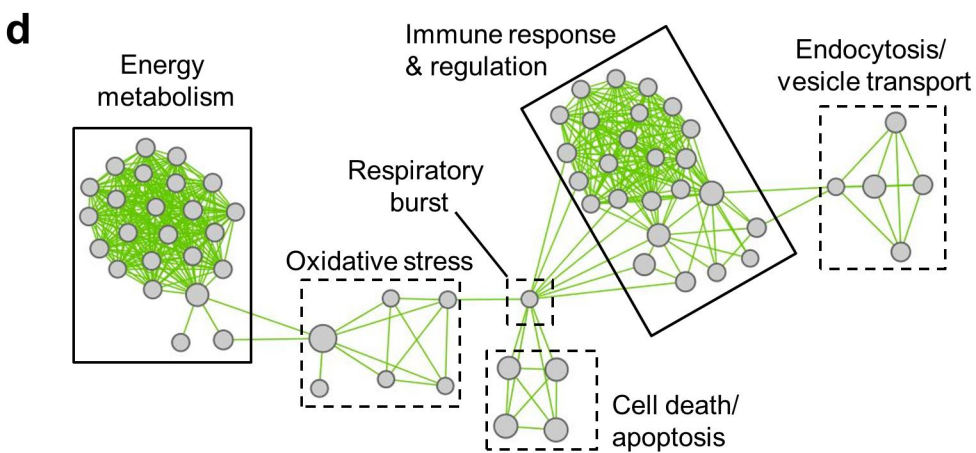 d
Energy
metabolism
Immune response
& regulation
Endocytosis/
vesicle transport
Respiratory
burst
Oxidative stress
Cell death/
apoptosis